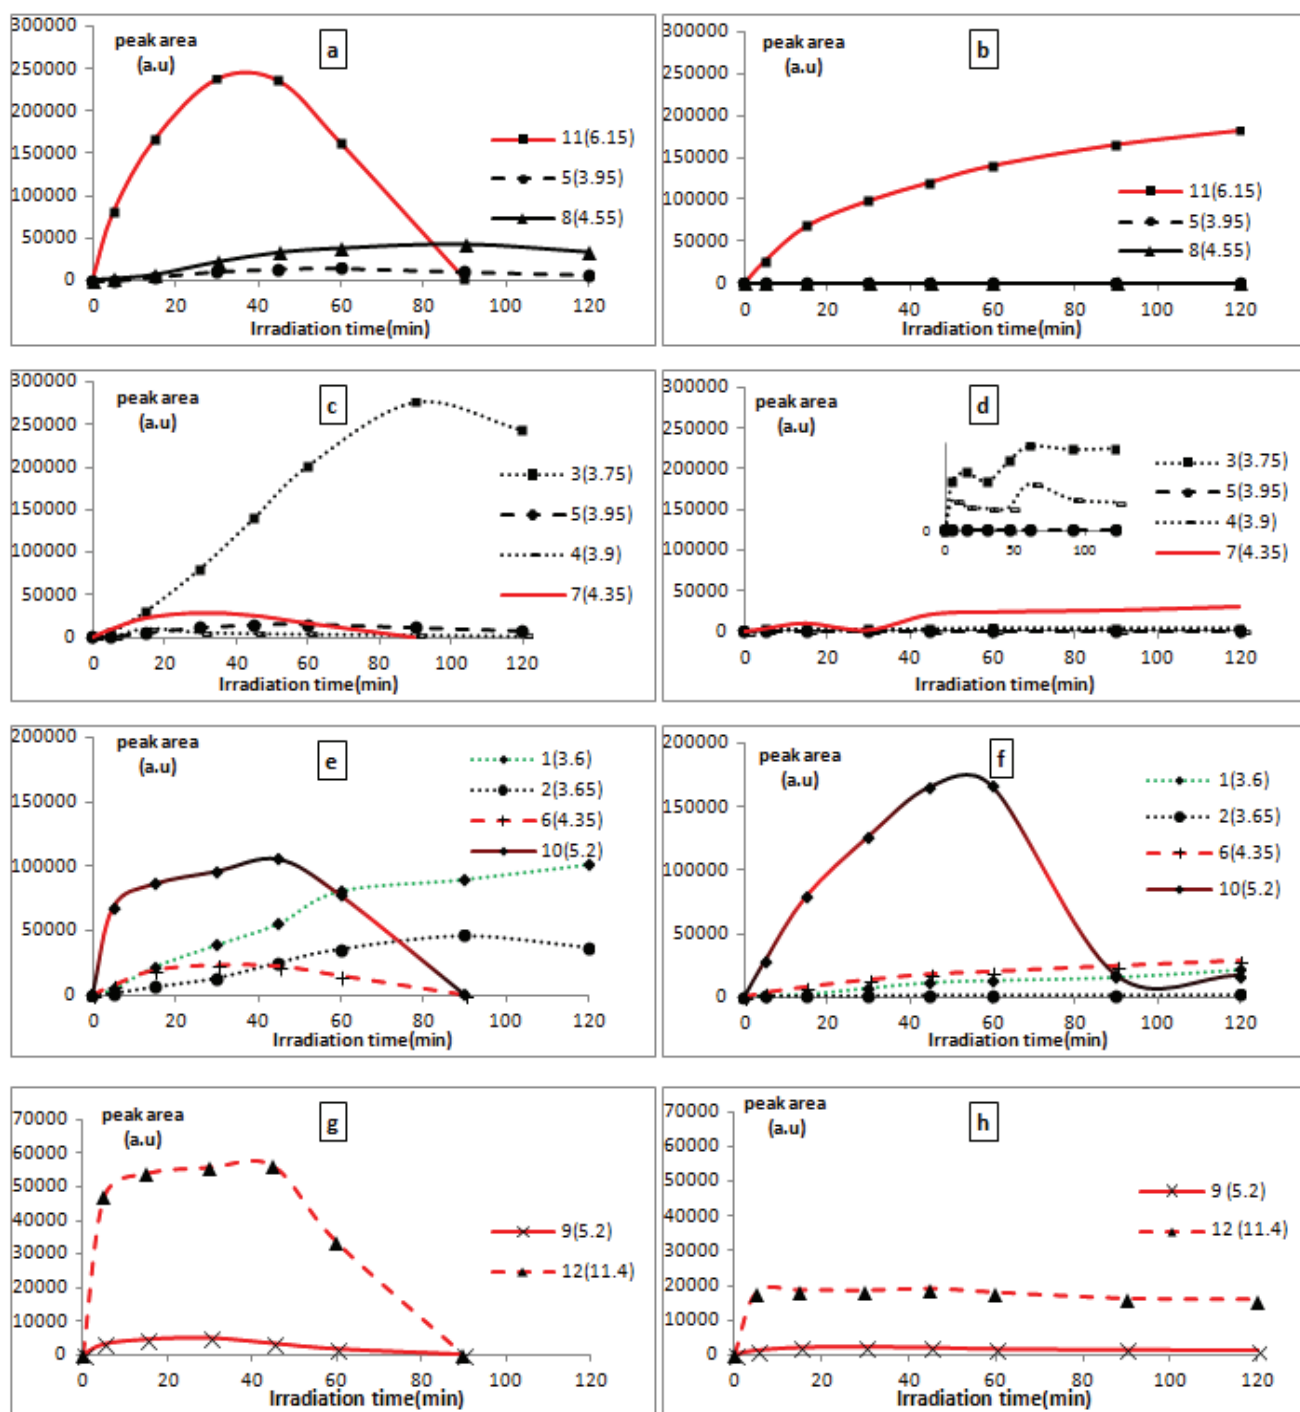 300000
250000
200000
150000
100000
50000
0
peak area
(a.u)
a
11(6.15)
5(3.95)
8(4.55)
0 20 40 60 80 100 120
Irradiation time(min)
300000
250000
200000
150000
100000
50000
0
peak area
(a.u)
b
11(6.15)
5(3.95)
8(4.55)
0 20 40 60 80 100 120
Irradiation time(min)
300000
250000
200000
150000
100000
50000
0
peak area
(a.u)
c
3(3.75)
5(3.95)
4(3.9)
7(4.35)
0 20 40 60 80 100 120
Irradiation time(min)
300000
250000
200000
150000
100000
50000
0
peak area
(a.u)
d
0
0 50 100
3(3.75)
5(3.95)
4(3.9)
7(4.35)
0 20 40 60 80 100 120
Irradiation time(min)
200000
150000
100000
50000
0
peak area
(a.u)
e
1(3.6)
2(3.65)
6(4.35)
10(5.2)
0 20 40 60 80 100 120
Irradiation time(min)
200000
150000
100000
50000
0
peak area
(a.u)
f
1(3.6)
2(3.65)
6(4.35)
10(5.2)
0 20 40 60 80 100 120
Irradiation time(min)
70000
60000
50000
40000
30000
20000
10000
0
peak area
(a.u)
g
9(5.2)
12(11.4)
0 20 40 60 80 100 120
Irradiation time(min)
70000
60000
50000
40000
30000
20000
10000
0
peak area
(a.u)
h
9 (5.2)
12 (11.4)
0 20 40 60 80 100 120
Irradiation time(min)